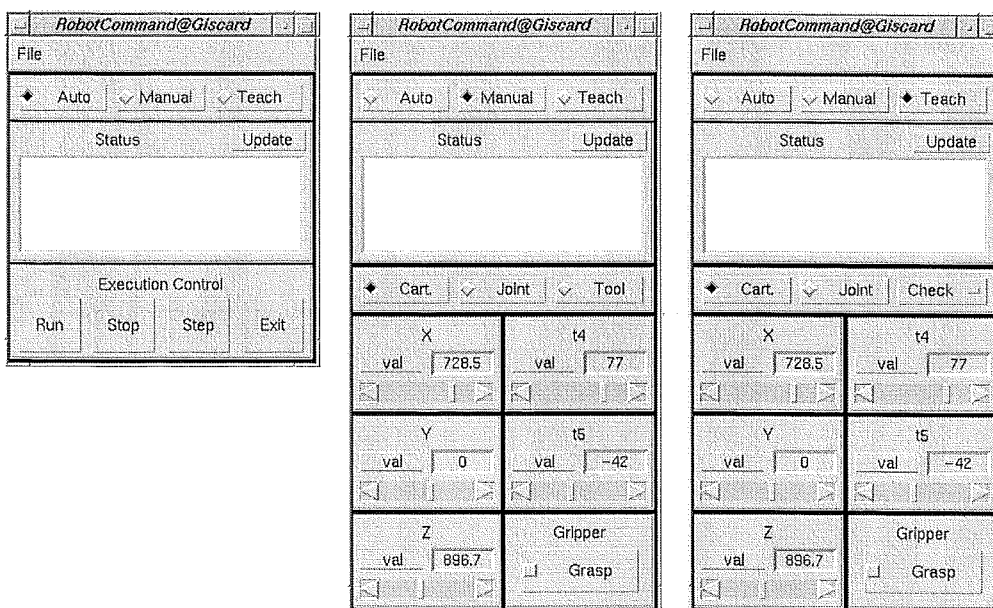 RobotCommand@Giscard
File
Auto Manual Teach
Status Update
Execution Control
Run Stop Step Exit
RobotCommand@Giscard
File
Auto Manual Teach
Status Update
Cart. Joint Tool
X t4
val 728.5 val 77
Y t5
val 0 val -42
Z Gripper
val 896.7 Grasp
RobotCommand@Giscard
File
Auto Manual Teach
Status Update
Cart. Joint Check
X t4
val 728.5 val 77
Y t5
val 0 val -42
Z Gripper
val 896.7 Grasp